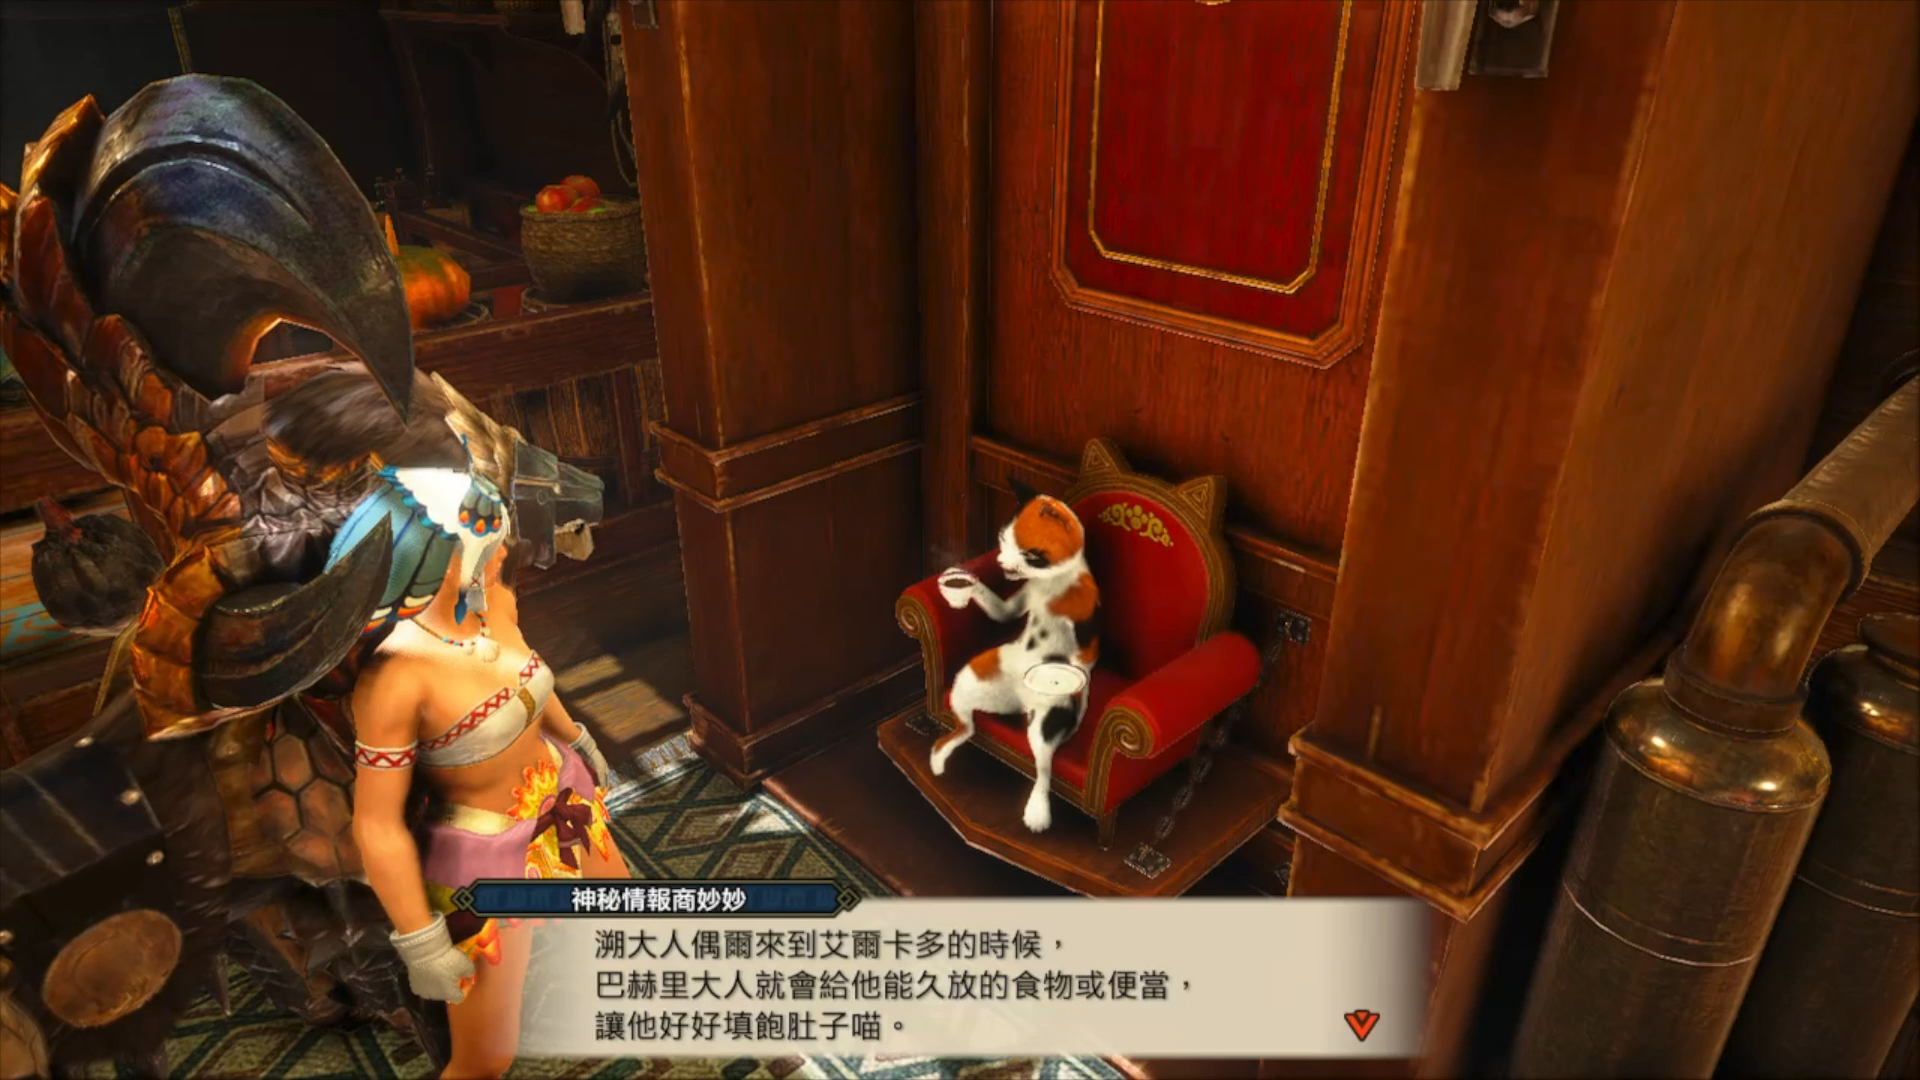 神秘情報商妙妙
溯大人偶爾來到艾爾卡多的時候，
巴赫里大人就會給他能久放的食物或便當，
讓他好好填飽肚子喵。